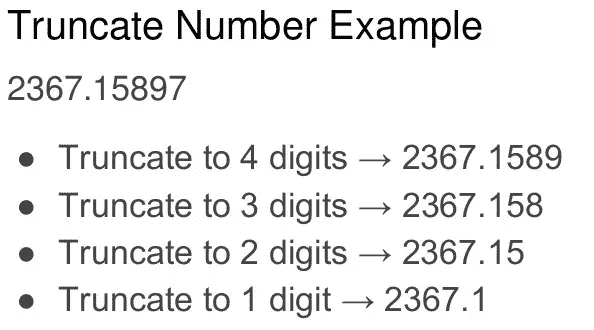 Truncate Number Example
2367.15897
● Truncate to 4 digits → 2367.1589
● Truncate to 3 digits → 2367.158
● Truncate to 2 digits → 2367.15
● Truncate to 1 digit → 2367.1